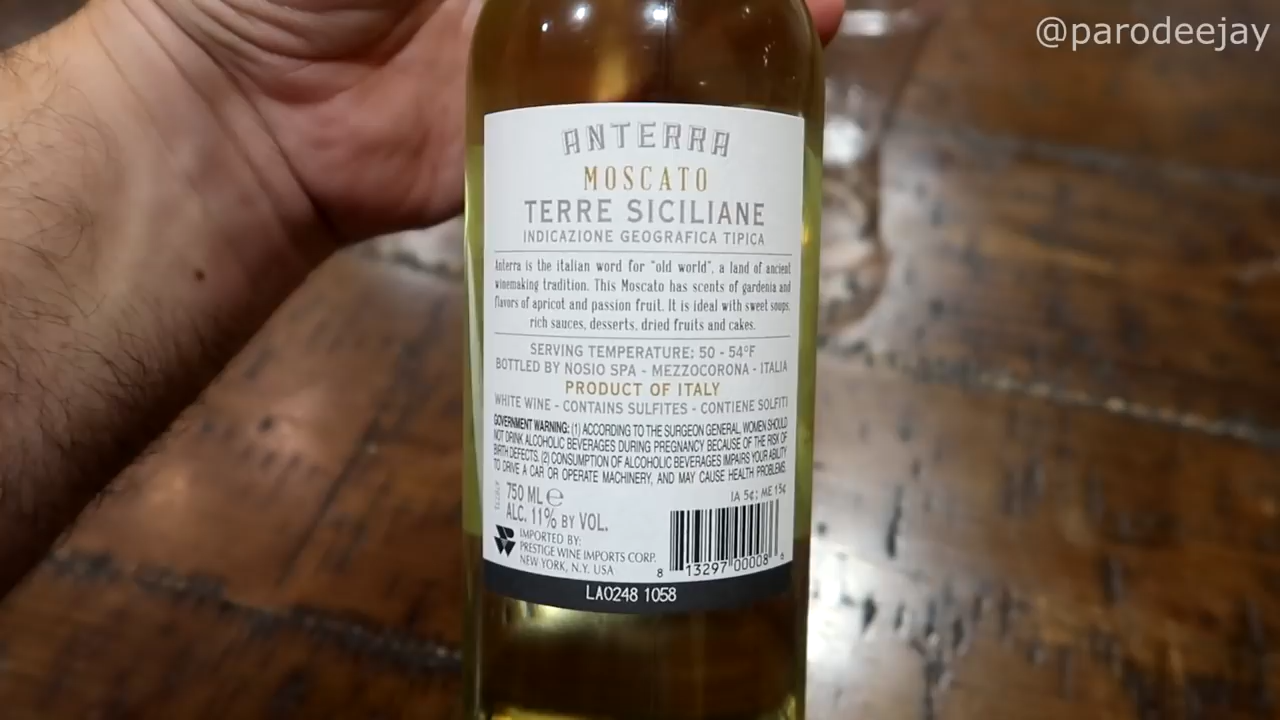 @parodeejay
ANTERRA
MOSCATO
TERRE SICILIANE
INDICAZIONE GEOGRAFICA TIPICA
Anterra is the italian word for "old world", a land of ancient
winemaking tradition. This Moscato has scents of gardenia and
flavors of apricot and passion fruit. It is ideal with sweet soups,
rich sauces, desserts, dried fruits and cakes.
SERVING TEMPERATURE: 50 - 54°F
BOTTLED BY NOSIO SPA - MEZZOCORONA - ITALIA
PRODUCT OF ITALY
WHITE WINE - CONTAINS SULFITES - CONTIENE SOLFITI
GOVERNMENT WARNING: (1) ACCORDING TO THE SURGEON GENERAL, WOMEN SHOULD
NOT DRINK ALCOHOLIC BEVERAGES DURING PREGNANCY BECAUSE OF THE RISK OF
BIRTH DEFECTS. (2) CONSUMPTION OF ALCOHOLIC BEVERAGES IMPAIRS YOUR ABILITY
TO DRIVE A CAR OR OPERATE MACHINERY, AND MAY CAUSE HEALTH PROBLEMS.
750 ML e
IA 5¢; ME 15¢
ALC. 11% BY VOL.
IMPORTED BY:
PRESTIGE WINE IMPORTS CORP.
NEW YORK, N.Y. USA
8 13297 00008 6
LA0248 1058